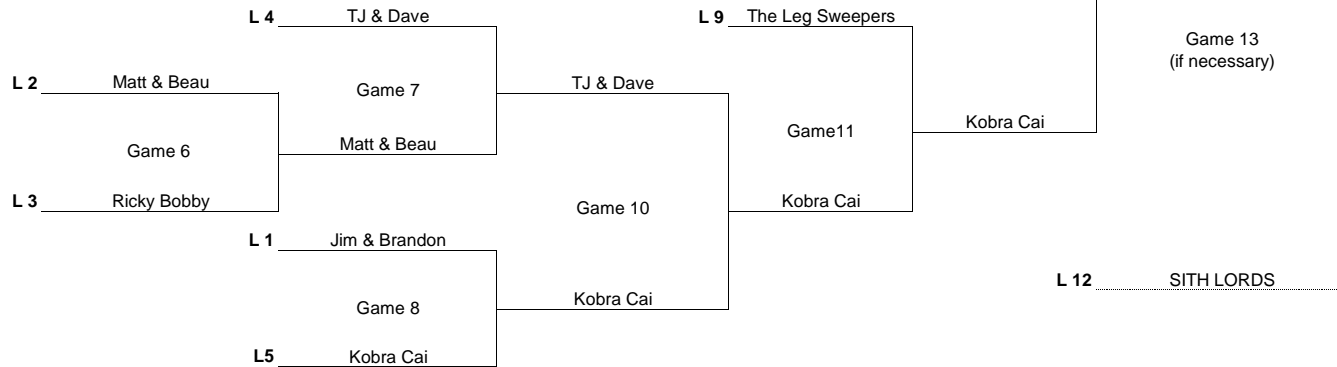 L 4 TJ & Dave
L 9 The Leg Sweepers
Game 13
(if necessary)
L 2 Matt & Beau
Game 7
TJ & Dave
Game11
Kobra Cai
Matt & Beau
Game 6
L 3 Ricky Bobby
Game 10
Kobra Cai
L 1 Jim & Brandon
L 12 SITH LORDS
Game 8
Kobra Cai
L5 Kobra Cai